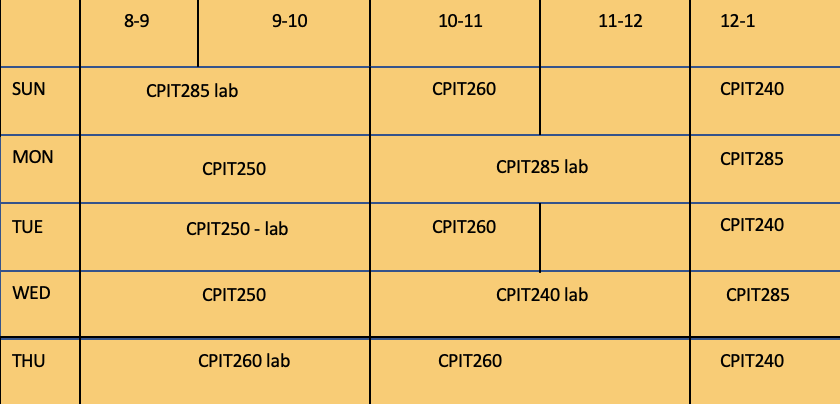 8-9 9-10 10-11 11-12 12-1
SUN CPIT285 lab CPIT260 CPIT240
MON CPIT250 CPIT285 lab CPIT285
TUE CPIT250 - lab CPIT260 CPIT240
WED CPIT250 CPIT240 lab CPIT285
THU CPIT260 lab CPIT260 CPIT240